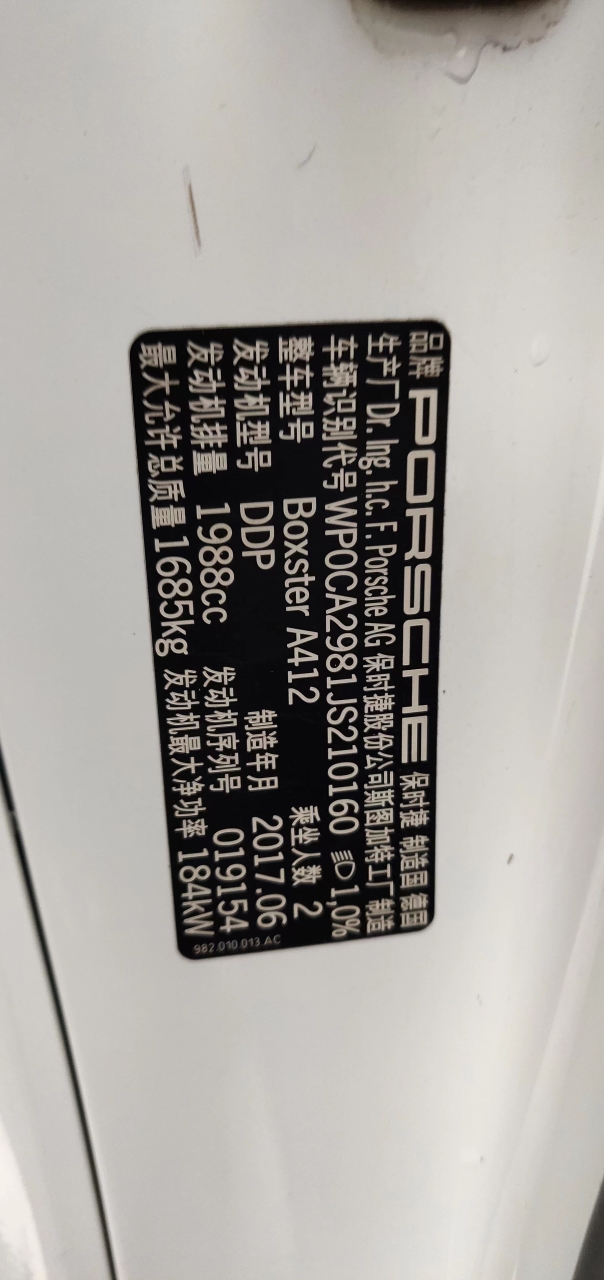 品牌 PORSCHE 保时捷 制造国 德国
生产厂 Dr. Ing. h.c. F. Porsche AG 保时捷股份公司斯图加特工厂制造
车辆识别代号 WP0CA2981JS210160 1,0%
整车型号 Boxster A412 乘坐人数 2
发动机型号 DDP 制造年月 2017.06
发动机排量 1988cc 发动机序列号 019154
最大允许总质量 1685kg 发动机最大净功率 184kW
982.010.013.AC